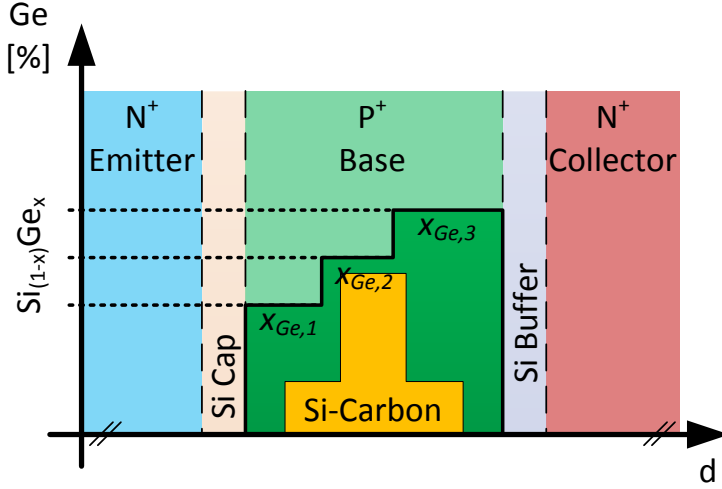 Ge
[%]
N+
Emitter
P+
Base
N+
Collector
Si(1-x)Gex
xGe,3
xGe,2
xGe,1
Si Cap
Si Buffer
Si-Carbon
d